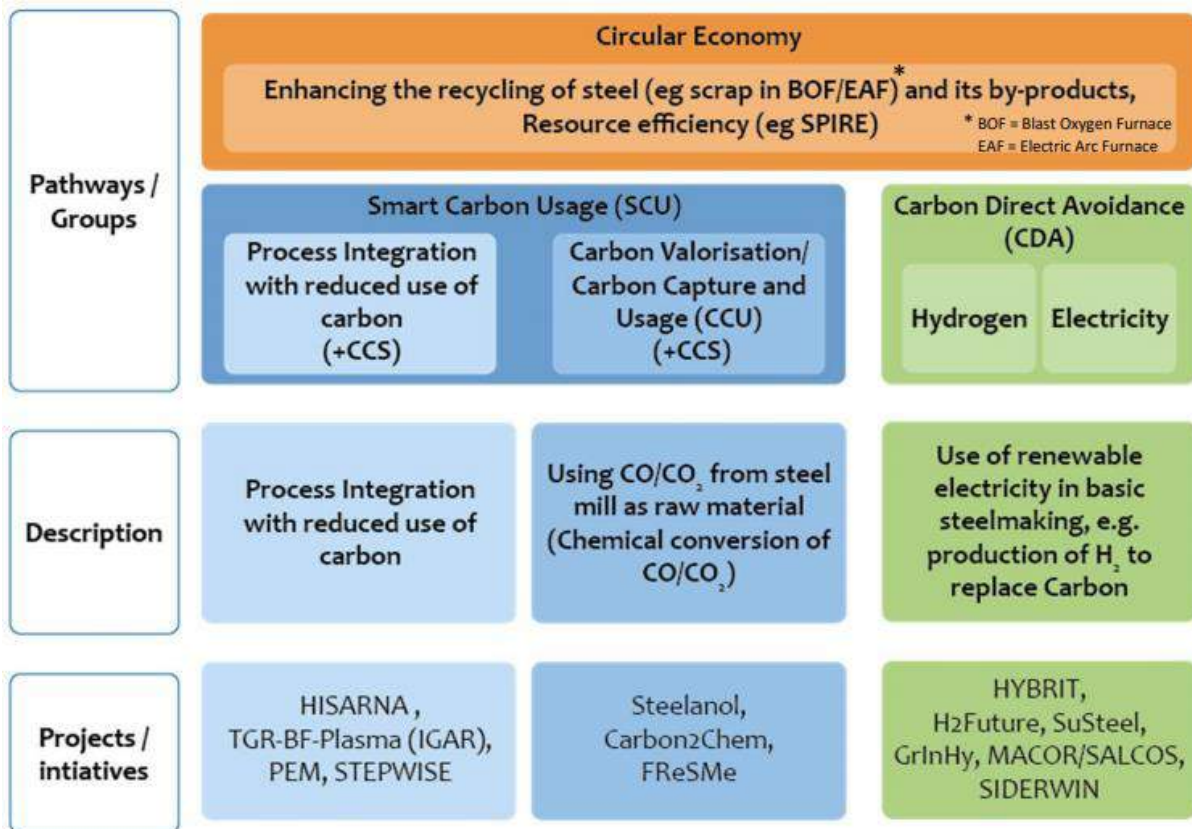 Circular Economy
Enhancing the recycling of steel (eg scrap in BOF/EAF)* and its by-products,
Resource efficiency (eg SPIRE)
* BOF = Blast Oxygen Furnace
EAF = Electric Arc Furnace
Pathways /
Groups
Smart Carbon Usage (SCU)
Process Integration
with reduced use of
carbon
(+CCS)
Carbon Valorisation/
Carbon Capture and
Usage (CCU)
(+CCS)
Carbon Direct Avoidance
(CDA)
Hydrogen
Electricity
Description
Process Integration
with reduced use of
carbon
Using CO/CO₂ from steel
mill as raw material
(Chemical conversion of
CO/CO₂)
Use of renewable
electricity in basic
steelmaking, e.g.
production of H₂ to
replace Carbon
Projects /
intiatives
HISARNA ,
TGR-BF-Plasma (IGAR),
PEM, STEPWISE
Steelanol,
Carbon2Chem,
FReSMe
HYBRIT,
H2Future, SuSteel,
GrInHy, MACOR/SALCOS,
SIDERWIN